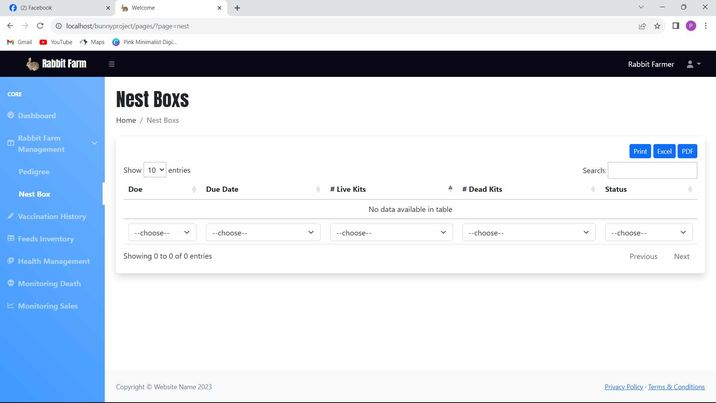 (2) Facebook
Welcome
localhost/bunnyproject/pages/?page=nest
P
Gmail YouTube Maps Pink Minimalist Digi...
Rabbit Farm
Rabbit Farmer
CORE
Dashboard
Rabbit Farm
Management
Pedigree
Nest Box
Vaccination History
Feeds Inventory
Health Management
Monitoring Death
Monitoring Sales
Nest Boxs
Home / Nest Boxs
Print Excel PDF
Show 10 entries
Search:
Doe Due Date # Live Kits # Dead Kits Status
No data available in table
--choose-- --choose-- --choose-- --choose-- --choose--
Showing 0 to 0 of 0 entries
Previous Next
Copyright © Website Name 2023
Privacy Policy · Terms & Conditions